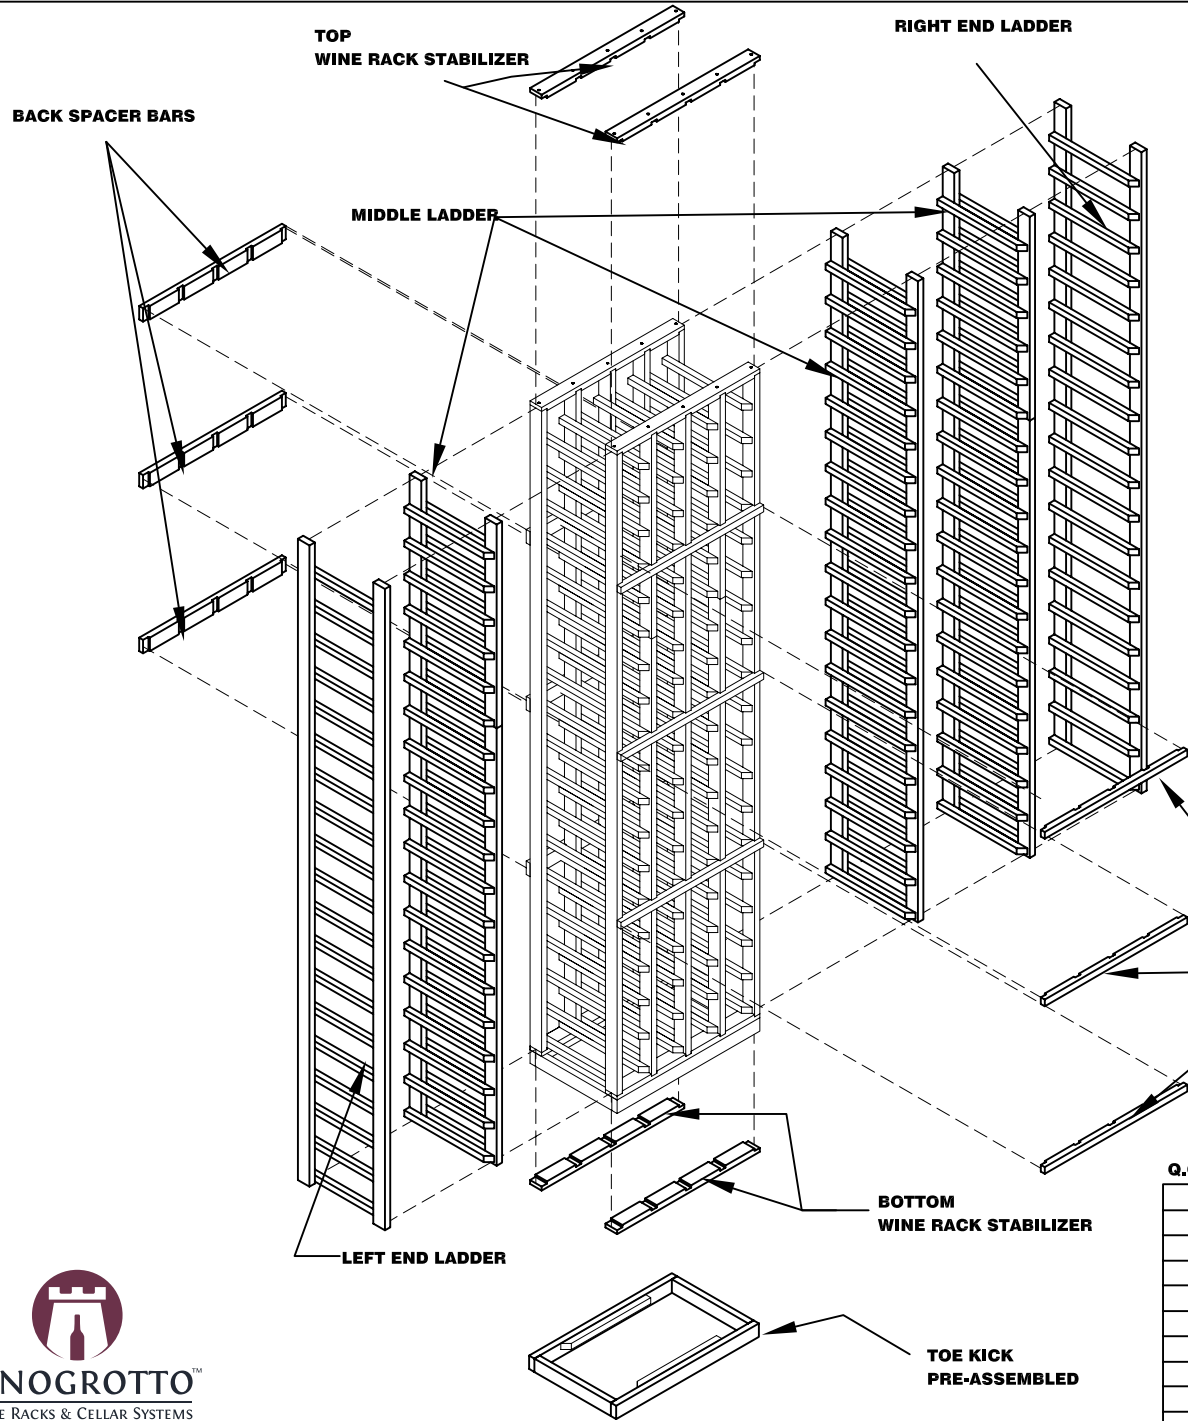 TOP
WINE RACK STABILIZER
RIGHT END LADDER
BACK SPACER BARS
MIDDLE LADDER
BOTTOM
WINE RACK STABILIZER
LEFT END LADDER
TOE KICK
PRE-ASSEMBLED
NOGROTTO™
RACKS & CELLAR SYSTEMS